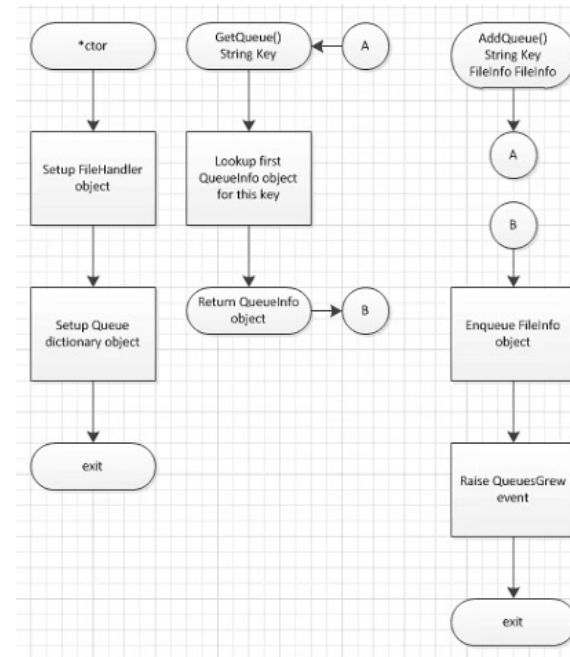 *ctor
Setup FileHandler
object
Setup Queue
dictionary object
exit
GetQueue()
String Key
A
Lookup first
QueueInfo object
for this key
Return QueueInfo
object
B
AddQueue()
String Key
FileInfo FileInfo
A
B
Enqueue FileInfo
object
Raise QueuesGrew
event
exit